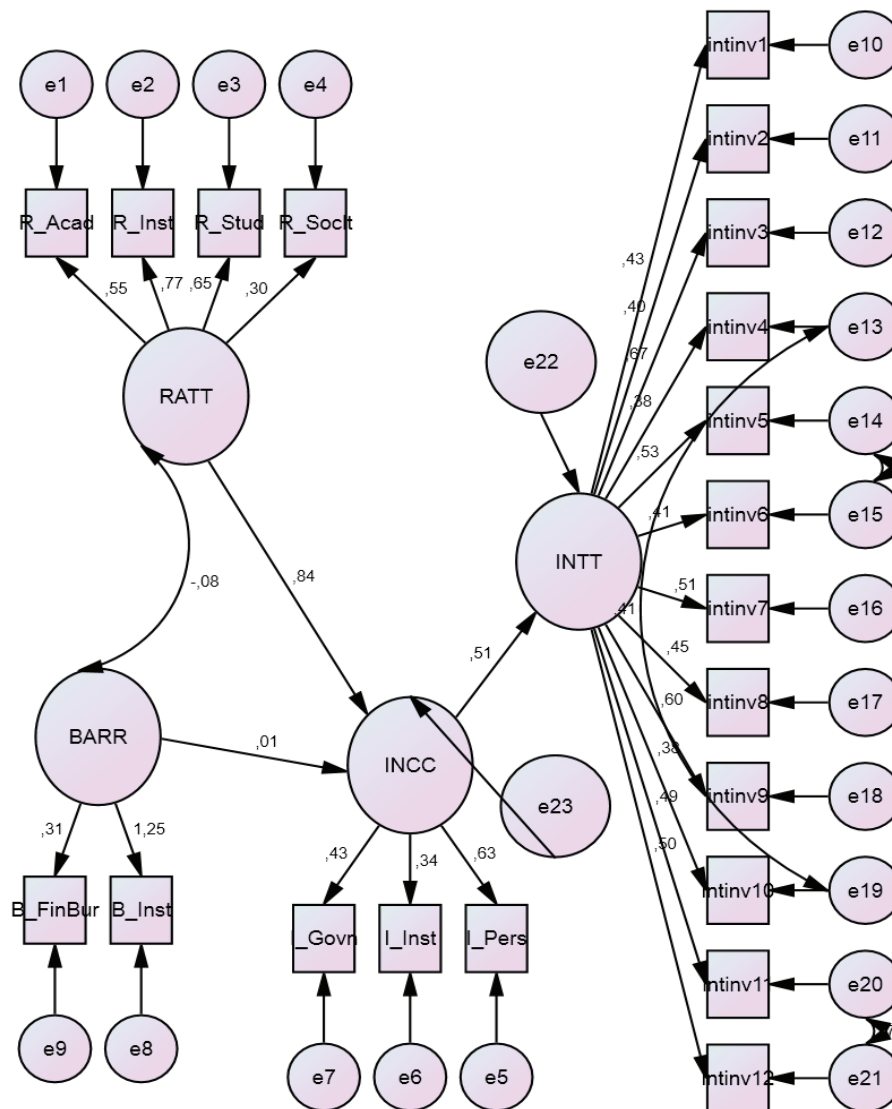 intinv1
e10
e1
e2
e3
e4
intinv2
e11
R_Acad
R_Inst
R_Stud
R_Soclt
intinv3
e12
,43
,55
,77
,65
,30
,40
intinv4
e13
,67
e22
RATT
,38
intinv5
e14
,53
,41
intinv6
e15
INTT
-,08
,84
,51
intinv7
e16
,41
,45
,51
intinv8
e17
,60
BARR
,01
INCC
,38
e23
intinv9
e18
,49
,31
1,25
,43
,34
,63
,50
intinv10
e19
B_FinBur
B_Inst
I_Govn
I_Inst
I_Pers
intinv11
e20
e9
e8
e7
e6
e5
intinv12
e21